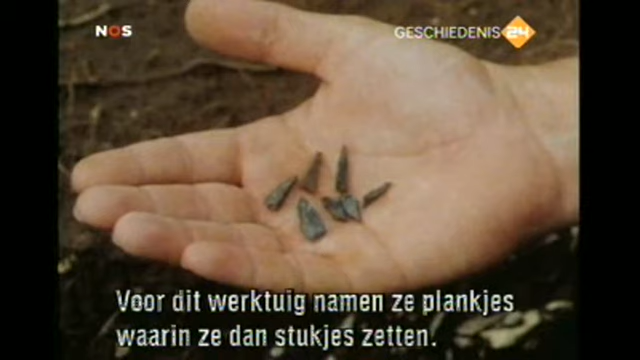 NOS
GESCHIEDENIS 24
Voor dit werktuig namen ze plankjes
waarin ze dan stukjes zetten.